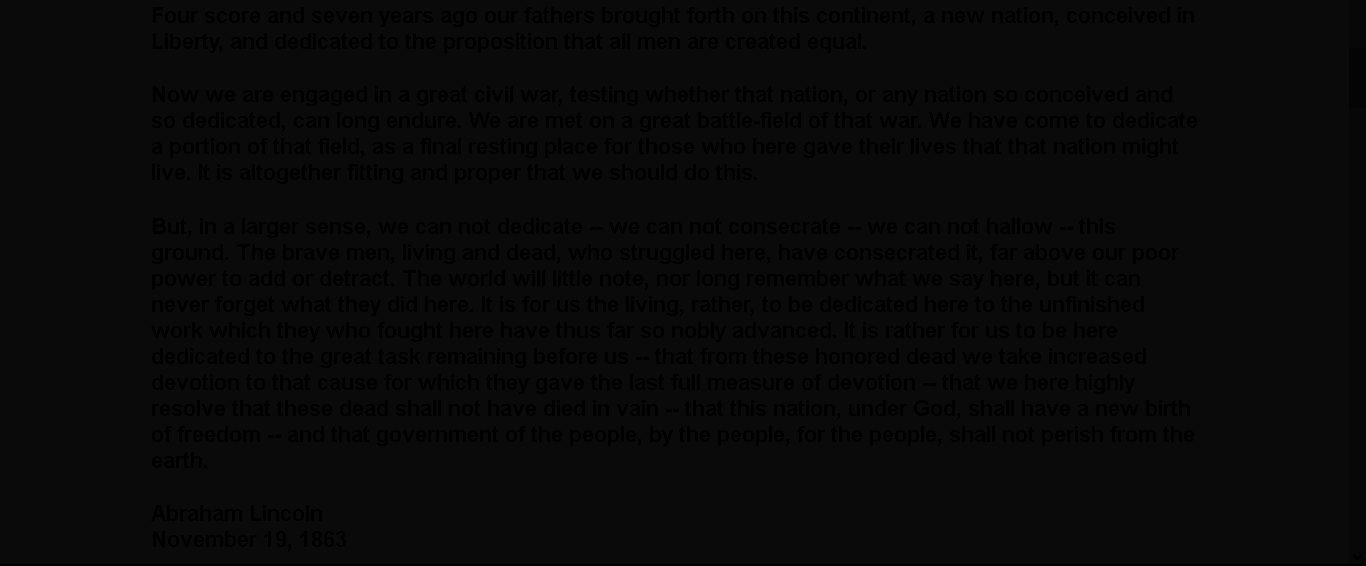 Four score and seven years ago our fathers brought forth on this continent, a new nation, conceived in
Liberty, and dedicated to the proposition that all men are created equal.
Now we are engaged in a great civil war, testing whether that nation, or any nation so conceived and
so dedicated, can long endure. We are met on a great battle-field of that war. We have come to dedicate
a portion of that field, as a final resting place for those who here gave their lives that that nation might
live. It is altogether fitting and proper that we should do this.
But, in a larger sense, we can not dedicate -- we can not consecrate -- we can not hallow -- this
ground. The brave men, living and dead, who struggled here, have consecrated it, far above our poor
power to add or detract. The world will little note, nor long remember what we say here, but it can
never forget what they did here. It is for us the living, rather, to be dedicated here to the unfinished
work which they who fought here have thus far so nobly advanced. It is rather for us to be here
dedicated to the great task remaining before us -- that from these honored dead we take increased
devotion to that cause for which they gave the last full measure of devotion -- that we here highly
resolve that these dead shall not have died in vain -- that this nation, under God, shall have a new birth
of freedom -- and that government of the people, by the people, for the people, shall not perish from the
earth.
Abraham Lincoln
November 19, 1863